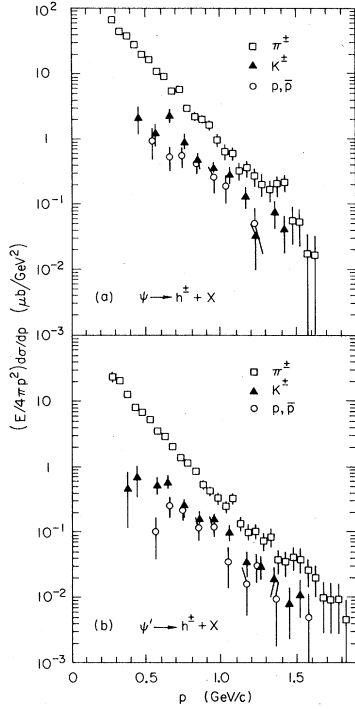 10²
10
1
10⁻¹
10⁻²
10⁻³
□ π±
▲ K±
○ p, p̄
(a) ψ → h± + X
(E/4πp²) dσ/dp (μb/GeV²)
10
1
10⁻¹
10⁻²
10⁻³
□ π±
▲ K±
○ p, p̄
(b) ψ' → h± + X
0 0.5 1.0 1.5
p (GeV/c)